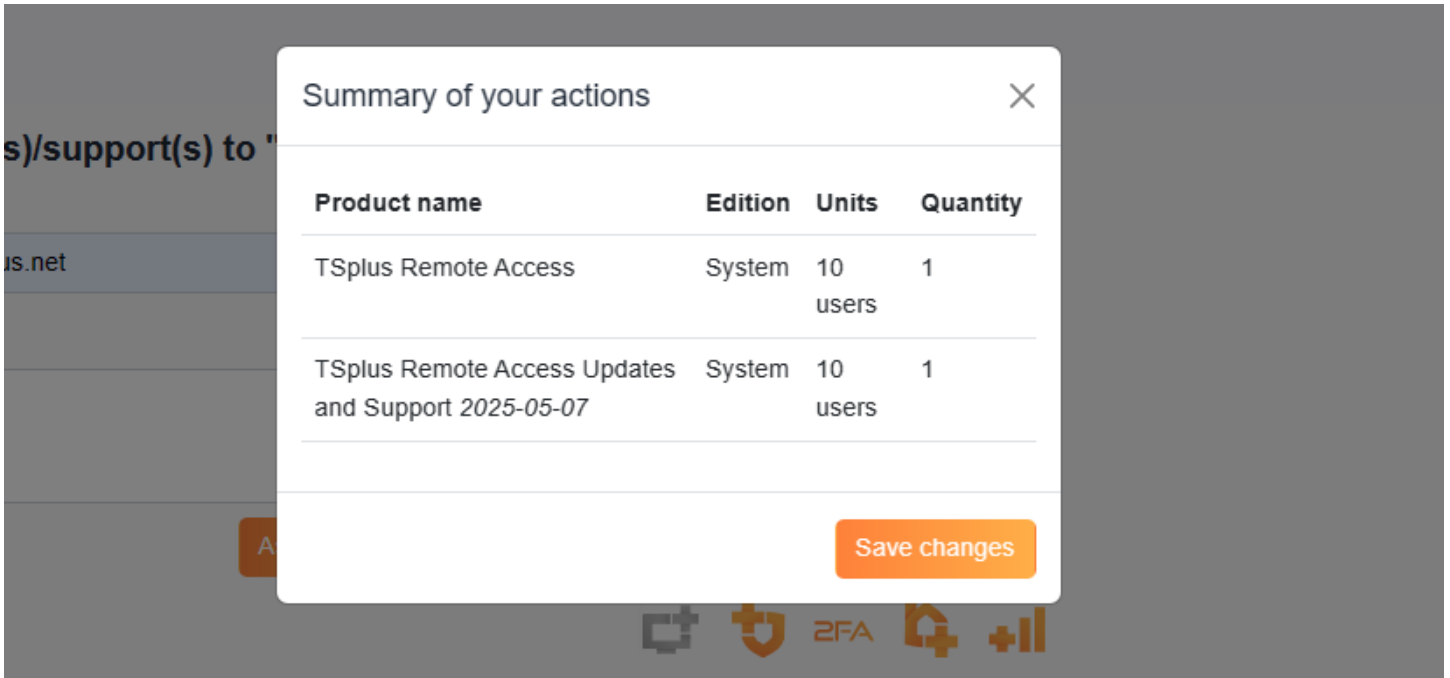 Summary of your actions
s)/support(s) to "
Product name Edition Units Quantity
us.net
TSplus Remote Access System 10 users 1
TSplus Remote Access Updates and Support 2025-05-07 System 10 users 1
A
Save changes
2FA